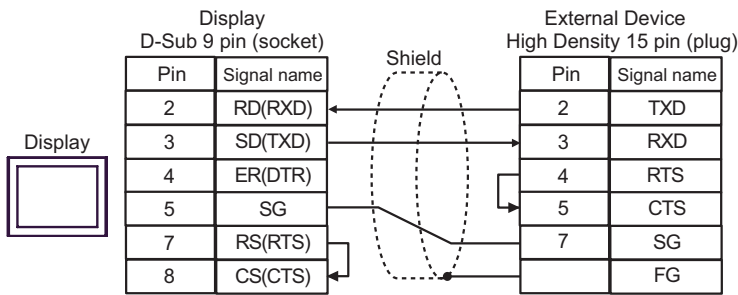 Display
D-Sub 9 pin (socket)
External Device
High Density 15 pin (plug)
Shield
Pin Signal name
Pin Signal name
2 RD(RXD)
2 TXD
3 SD(TXD)
3 RXD
Display
4 ER(DTR)
4 RTS
5 SG
5 CTS
7 RS(RTS)
7 SG
8 CS(CTS)
FG